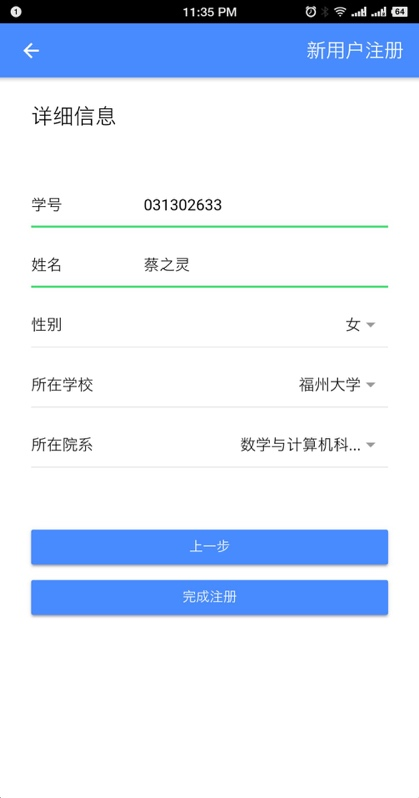 1
11:35 PM
64
新用户注册
详细信息
学号 031302633
姓名 蔡之灵
性别 女
所在学校 福州大学
所在院系 数学与计算机科...
上一步
完成注册